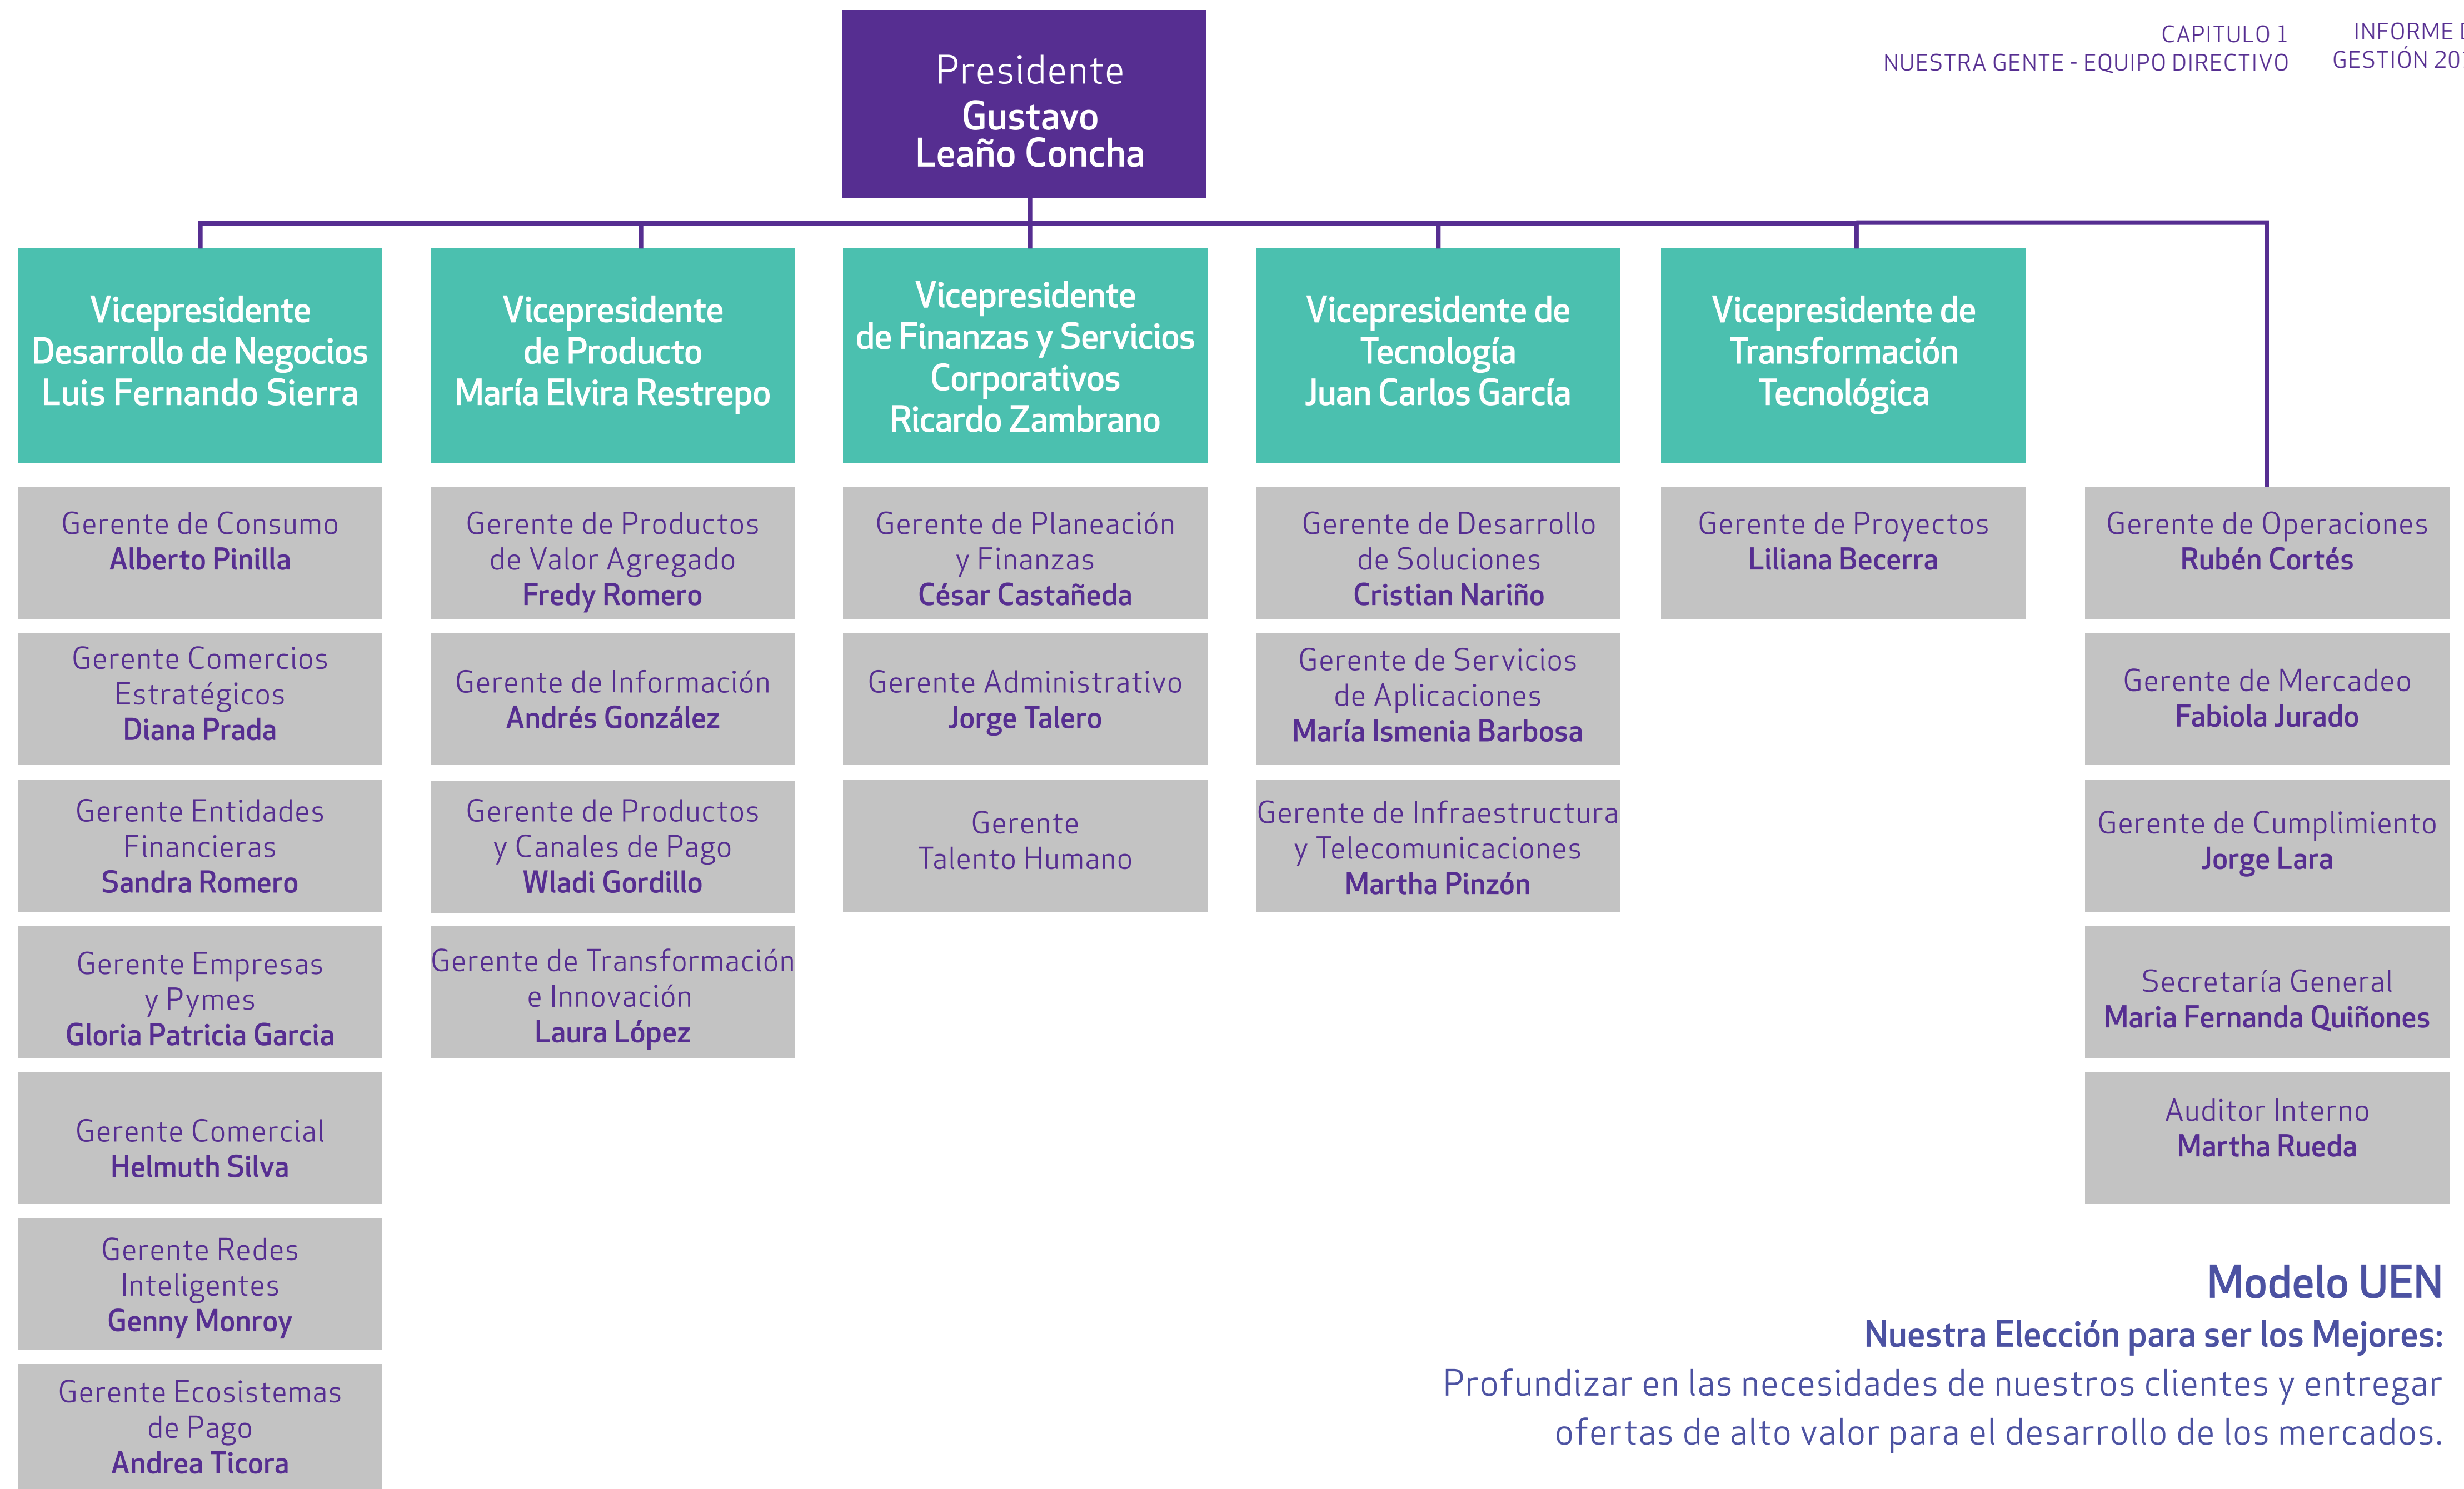 CAPITULO 1
NUESTRA GENTE - EQUIPO DIRECTIVO
INFORME
GESTIÓN
Presidente
Gustavo
Leaño Concha
Vicepresidente
Desarrollo de Negocios
Luis Fernando Sierra
Gerente de Consumo
Alberto Pinilla
Gerente Comercios
Estratégicos
Diana Prada
Gerente Entidades
Financieras
Sandra Romero
Gerente Empresas
y Pymes
Gloria Patricia Garcia
Gerente Comercial
Helmuth Silva
Gerente Redes
Inteligentes
Genny Monroy
Gerente Ecosistemas
de Pago
Andrea Ticora
Vicepresidente
de Producto
María Elvira Restrepo
Gerente de Productos
de Valor Agregado
Fredy Romero
Gerente de Información
Andrés González
Gerente de Productos
y Canales de Pago
Wladi Gordillo
Gerente de Transformación
e Innovación
Laura López
Vicepresidente
de Finanzas y Servicios
Corporativos
Ricardo Zambrano
Gerente de Planeación
y Finanzas
César Castañeda
Gerente Administrativo
Jorge Talero
Gerente
Talento Humano
Vicepresidente de
Tecnología
Juan Carlos García
Gerente de Desarrollo
de Soluciones
Cristian Nariño
Gerente de Servicios
de Aplicaciones
María Ismenia Barbosa
Gerente de Infraestructura
y Telecomunicaciones
Martha Pinzón
Vicepresidente de
Transformación
Tecnológica
Gerente de Proyectos
Liliana Becerra
Gerente de Operaciones
Rubén Cortés
Gerente de Mercadeo
Fabiola Jurado
Gerente de Cumplimiento
Jorge Lara
Secretaría General
Maria Fernanda Quiñones
Auditor Interno
Martha Rueda
Modelo UEN
Nuestra Elección para ser los Mejores:
Profundizar en las necesidades de nuestros clientes y entregar
ofertas de alto valor para el desarrollo de los mercados.